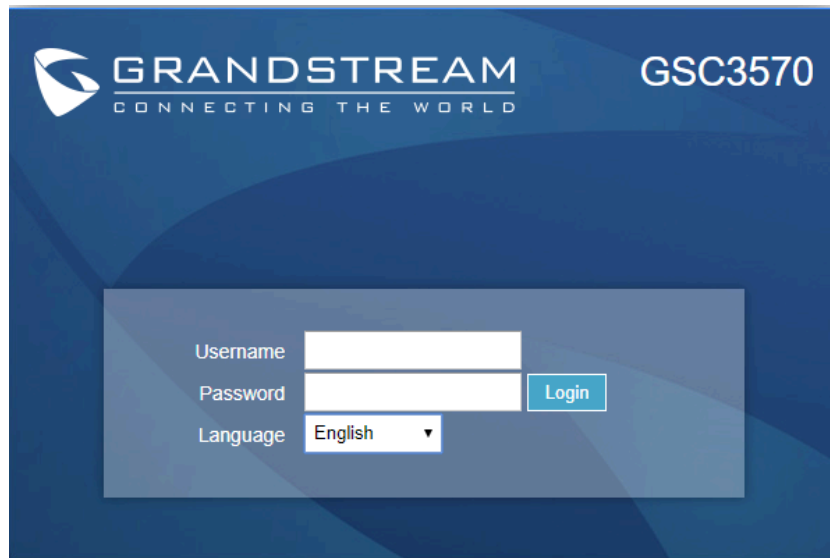 GRANDSTREAM
CONNECTING THE WORLD
GSC3570
Username
Password
Login
Language
English